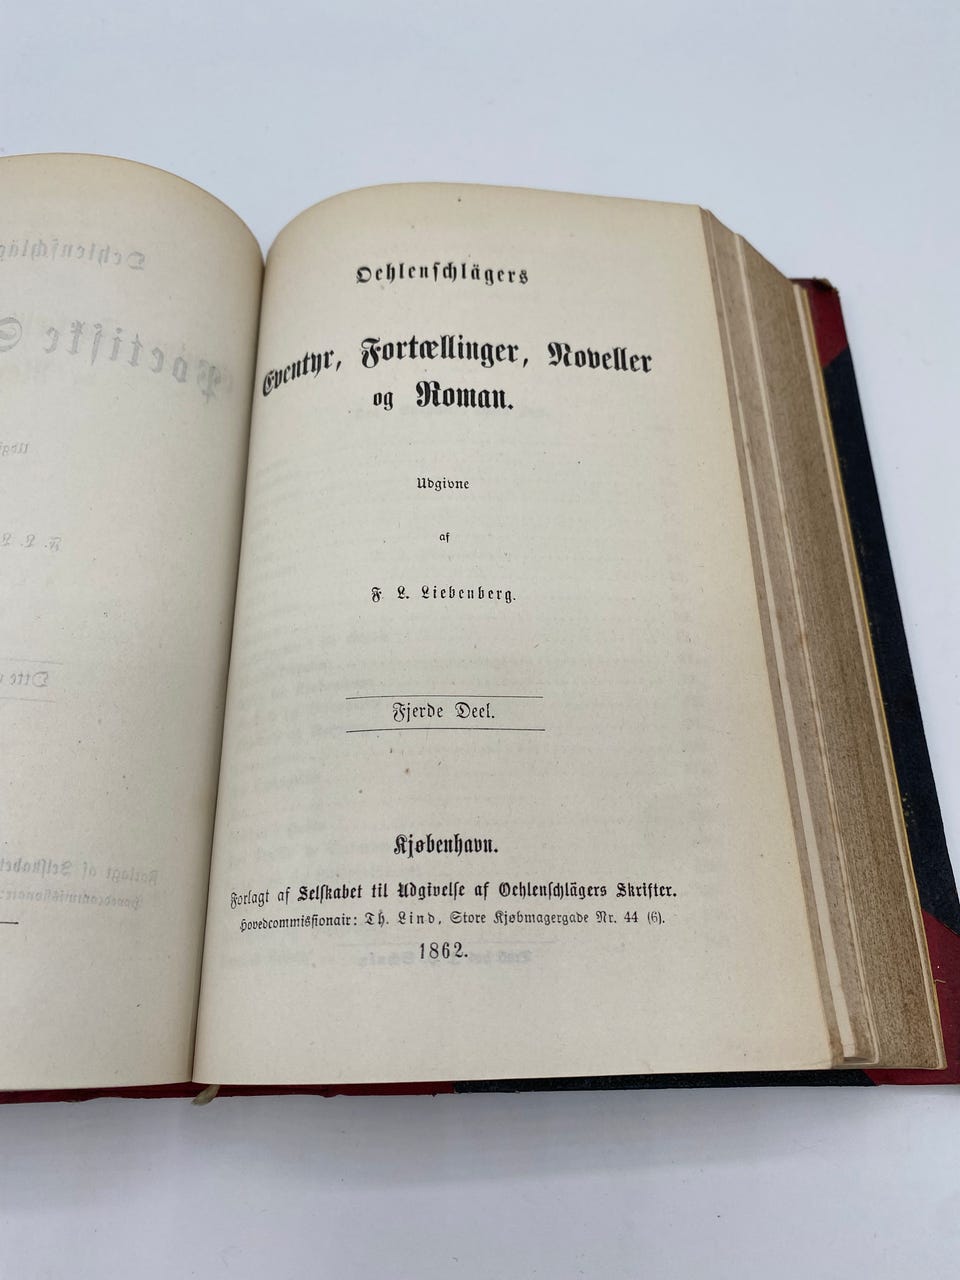 Oehlenschlägers
Eventyr, Fortællinger, Noveller
og Roman.
Udgivne
af
F. L. Liebenberg.
Fjerde Deel.
Kjøbenhavn.
Forlagt af Selskabet til Udgivelse af Oehlenschlägers Skrifter.
Hovedcommissionair: Th. Lind, Store Kjøbmagergade Nr. 44 (6).
1862.